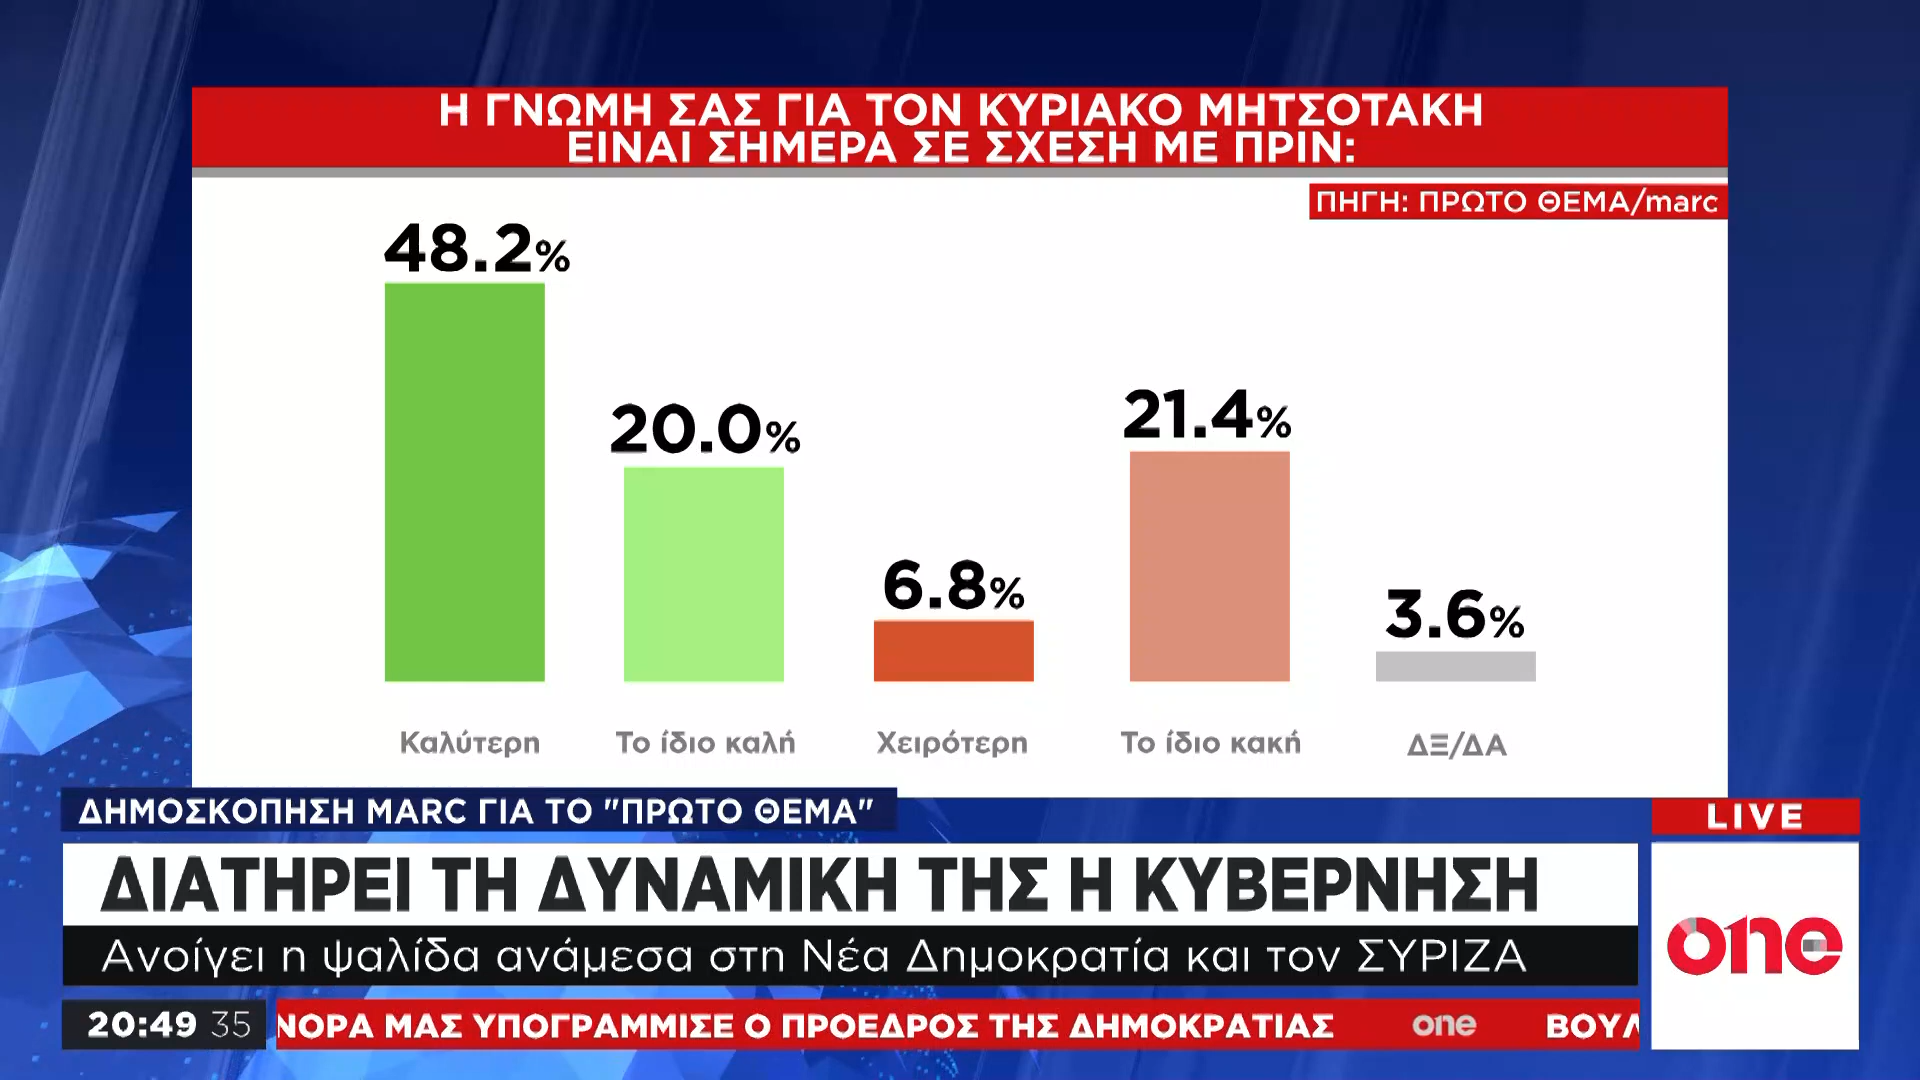 Η ΓΝΩΜΗ ΣΑΣ ΓΙΑ ΤΟΝ ΚΥΡΙΑΚΟ ΜΗΤΣΟΤΑΚΗ
ΕΙΝΑΙ ΣΗΜΕΡΑ ΣΕ ΣΧΕΣΗ ΜΕ ΠΡΙΝ:
ΠΗΓΗ: ΠΡΩΤΟ ΘΕΜΑ/marc
48.2%
20.0%
6.8%
21.4%
3.6%
Καλύτερη
Το ίδιο καλή
Χειρότερη
Το ίδιο κακή
ΔΞ/ΔΑ
ΔΗΜΟΣΚΟΠΗΣΗ MARC ΓΙΑ ΤΟ "ΠΡΩΤΟ ΘΕΜΑ"
LIVE
ΔΙΑΤΗΡΕΙ ΤΗ ΔΥΝΑΜΙΚΗ ΤΗΣ Η ΚΥΒΕΡΝΗΣΗ
Ανοίγει η ψαλίδα ανάμεσα στη Νέα Δημοκρατία και τον ΣΥΡΙΖΑ
one
20:49 35
ΝΟΡΑ ΜΑΣ ΥΠΟΓΡΑΜΜΙΣΕ Ο ΠΡΟΕΔΡΟΣ ΤΗΣ ΔΗΜΟΚΡΑΤΙΑΣ one ΒΟΥΛ